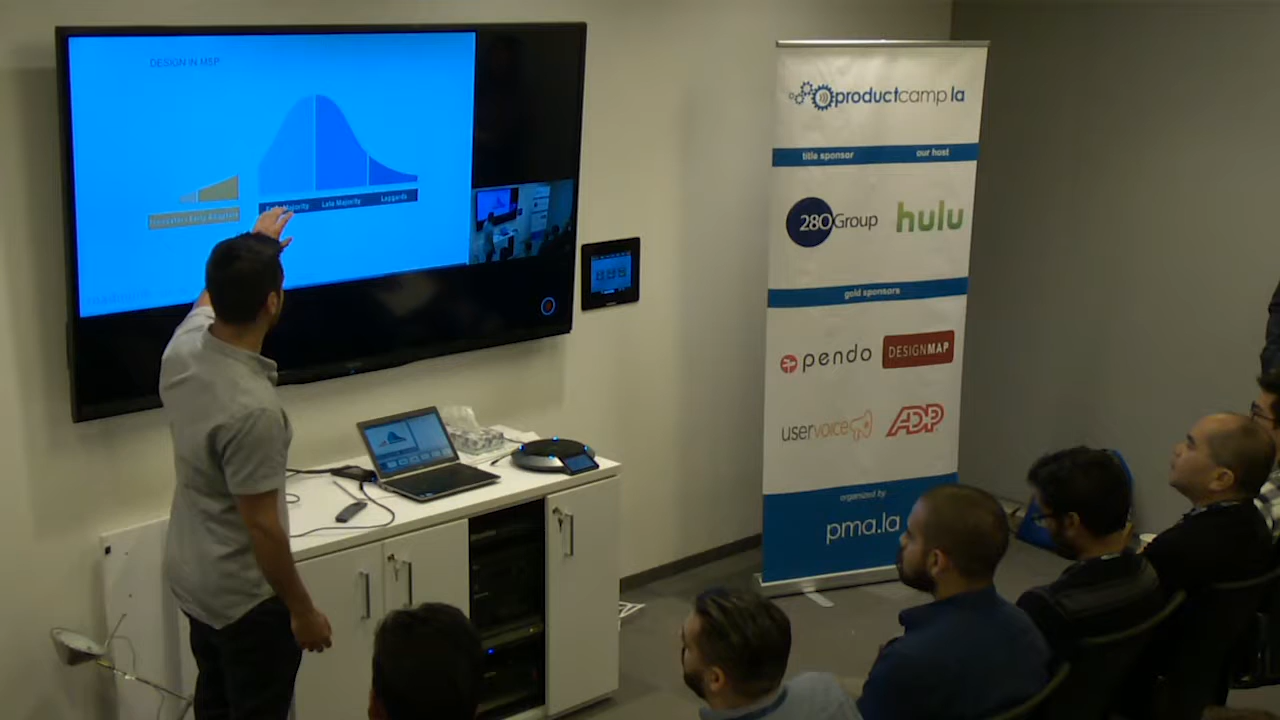 DESIGN IN MSP
Innovators Early Adopters
Early Majority
Late Majority
Laggards
productcamp la
title sponsor
our host
280Group
hulu
gold sponsors
pendo
DESIGNMAP
uservoice
ADP
organized by
pma.la